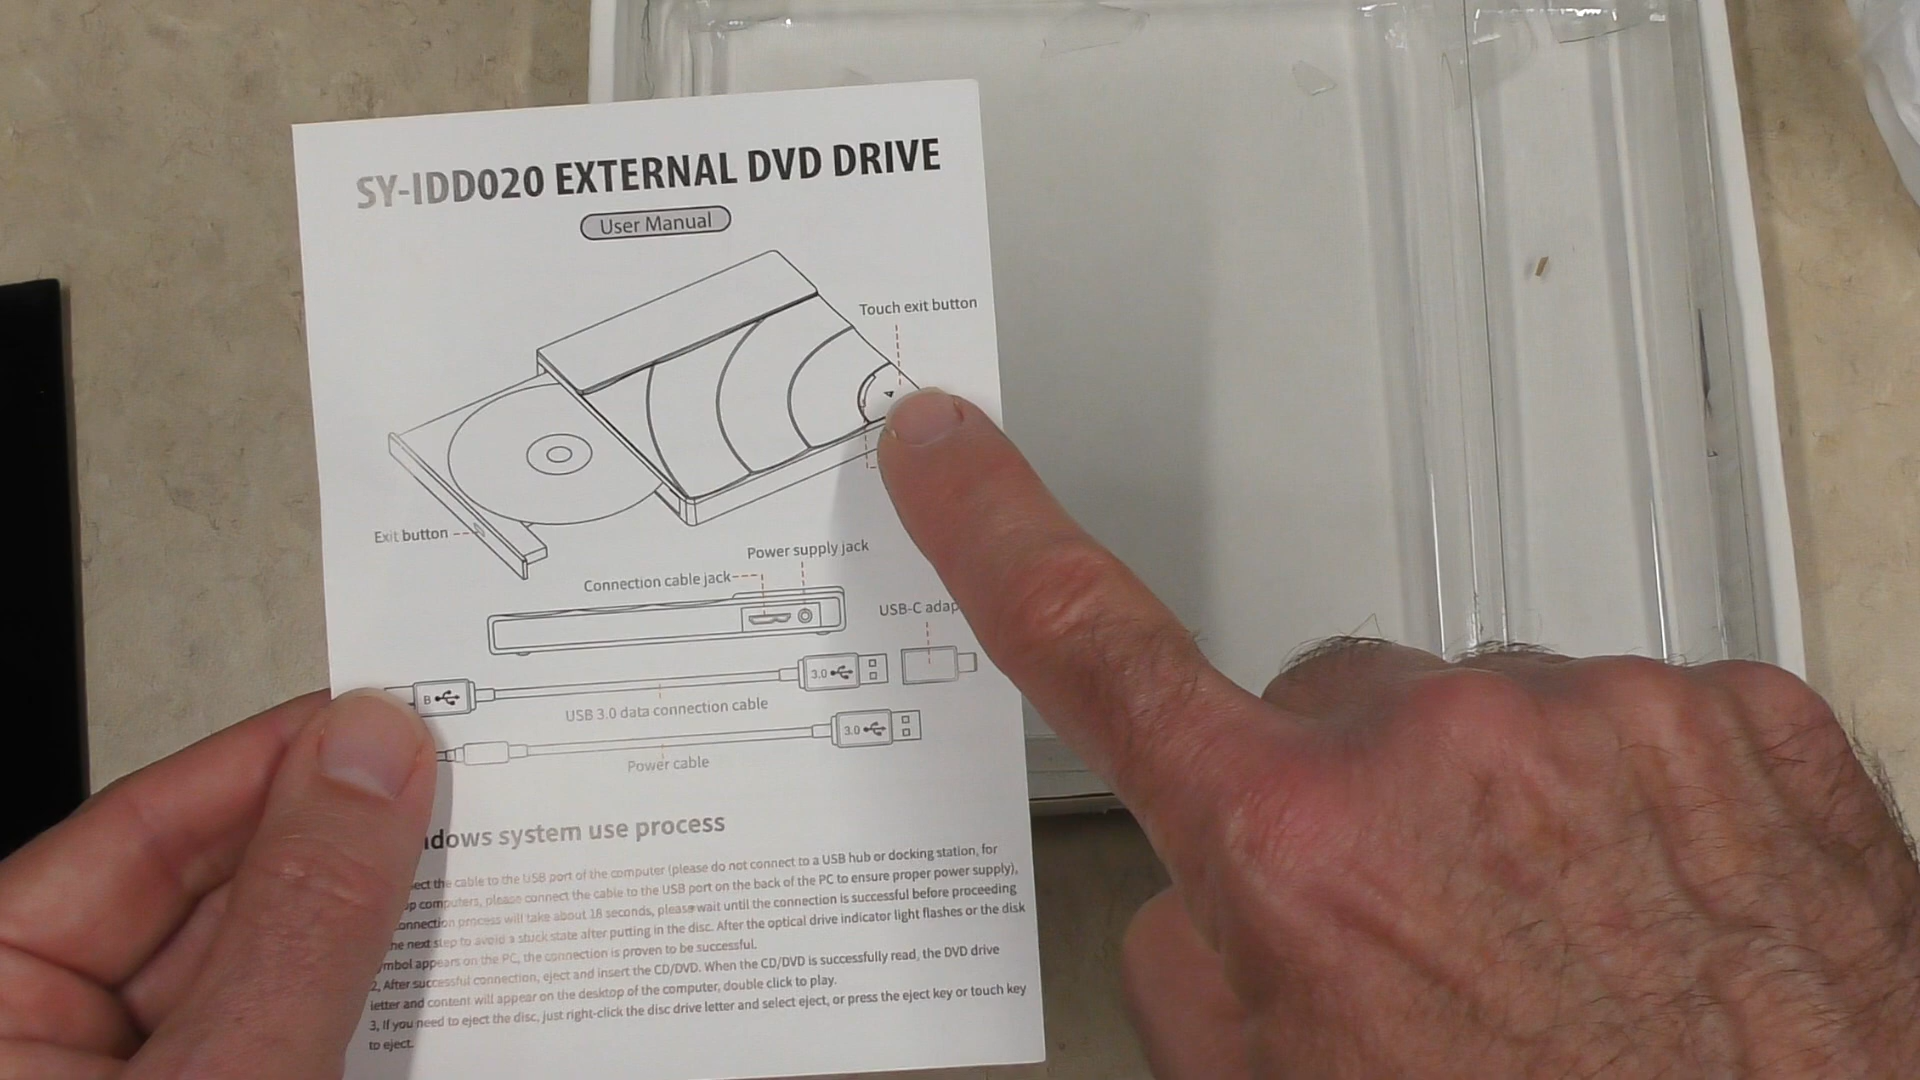 SY-IDD020 EXTERNAL DVD DRIVE
User Manual
Touch exit button
Exit button
Power supply jack
Connection cable jack
USB-C adap
B
3.0
USB 3.0 data connection cable
3.0
Power cable
dows system use process
ect the cable to the USB port of the computer (please do not connect to a USB hub or docking station, for
p computers, please connect the cable to the USB port on the back of the PC to ensure proper power supply),
onnection process will take about 18 seconds, please wait until the connection is successful before proceeding
he next step to avoid a stuck state after putting in the disc. After the optical drive indicator light flashes or the disk
mbol appears on the PC, the connection is proven to be successful.
2, After successful connection, eject and insert the CD/DVD. When the CD/DVD is successfully read, the DVD drive
letter and content will appear on the desktop of the computer, double click to play.
3, If you need to eject the disc, just right-click the disc drive letter and select eject, or press the eject key or touch key
to eject.